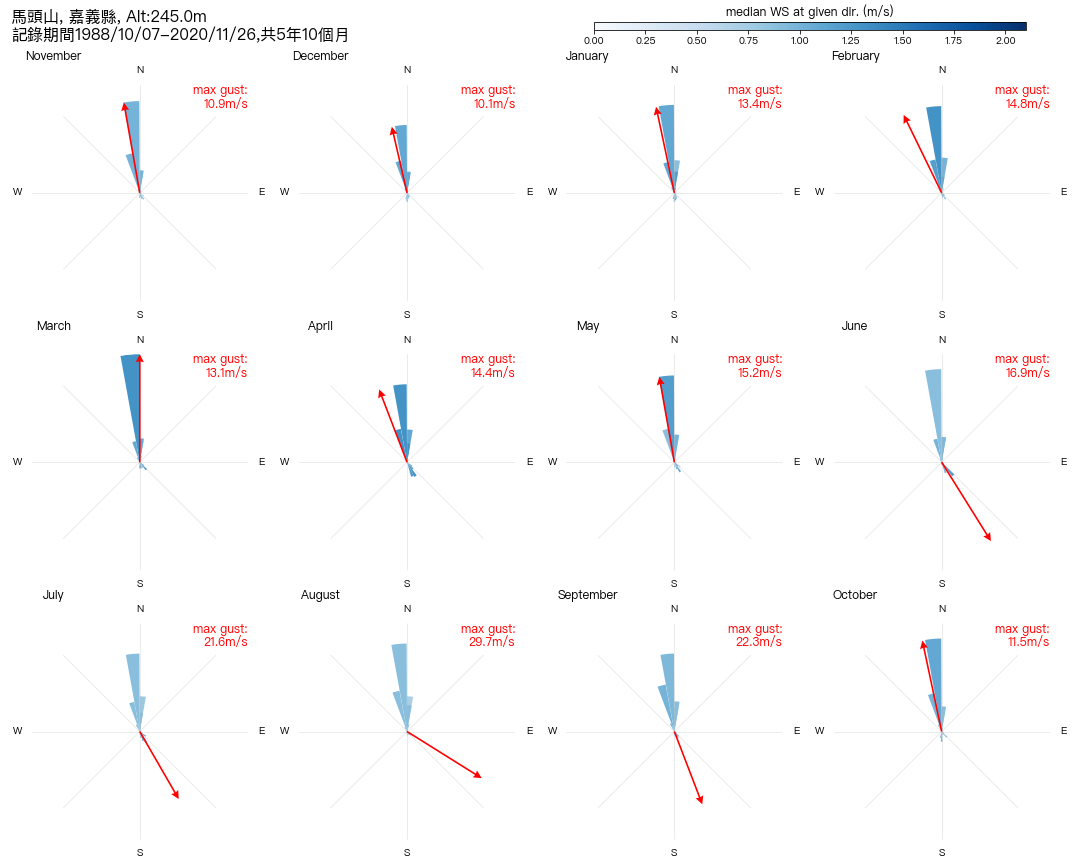 馬頭山, 嘉義縣, Alt:245.0m
記錄期間1988/10/07-2020/11/26,共5年10個月
median WS at given dir. (m/s)
0.00 0.25 0.50 0.75 1.00 1.25 1.50 1.75 2.00
November
N
max gust:
10.9m/s
W
E
S
December
N
max gust:
10.1m/s
W
E
January
N
max gust:
13.4m/s
W
E
S
February
N
max gust:
14.8m/s
W
E
S
March
N
max gust:
13.1m/s
W
E
S
April
N
max gust:
14.4m/s
W
E
S
May
N
max gust:
15.2m/s
W
E
S
June
N
max gust:
16.9m/s
W
E
S
July
N
max gust:
21.6m/s
W
E
S
August
N
max gust:
29.7m/s
W
E
S
September
N
max gust:
22.3m/s
W
E
S
October
N
max gust:
11.5m/s
W
E
S